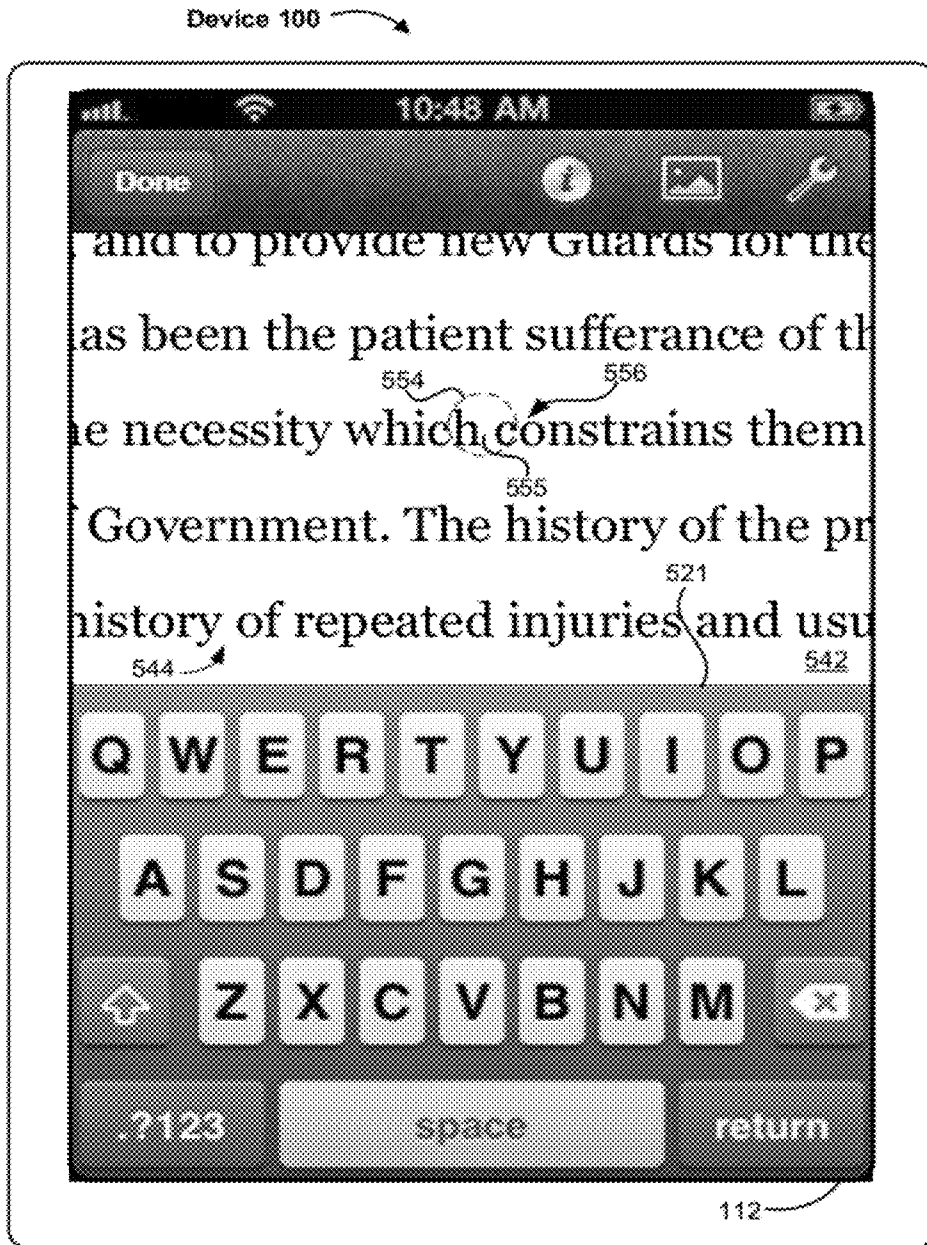 Device 100
10:48 AM
Done
and to provide new Guards for the
as been the patient sufferance of th
554 556
e necessity which constrains them
555
Government. The history of the pr
521
history of repeated injuries and usu
544 542
Q W E R T Y U I O P
A S D F G H J K L
Z X C V B N M
.?123 space return
112